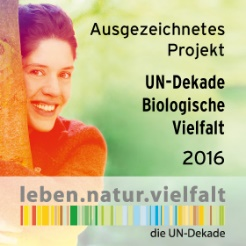 Ausgezeichnetes
Projekt
UN-Dekade
Biologische
Vielfalt
2016
leben.natur.vielfalt
die UN-Dekade